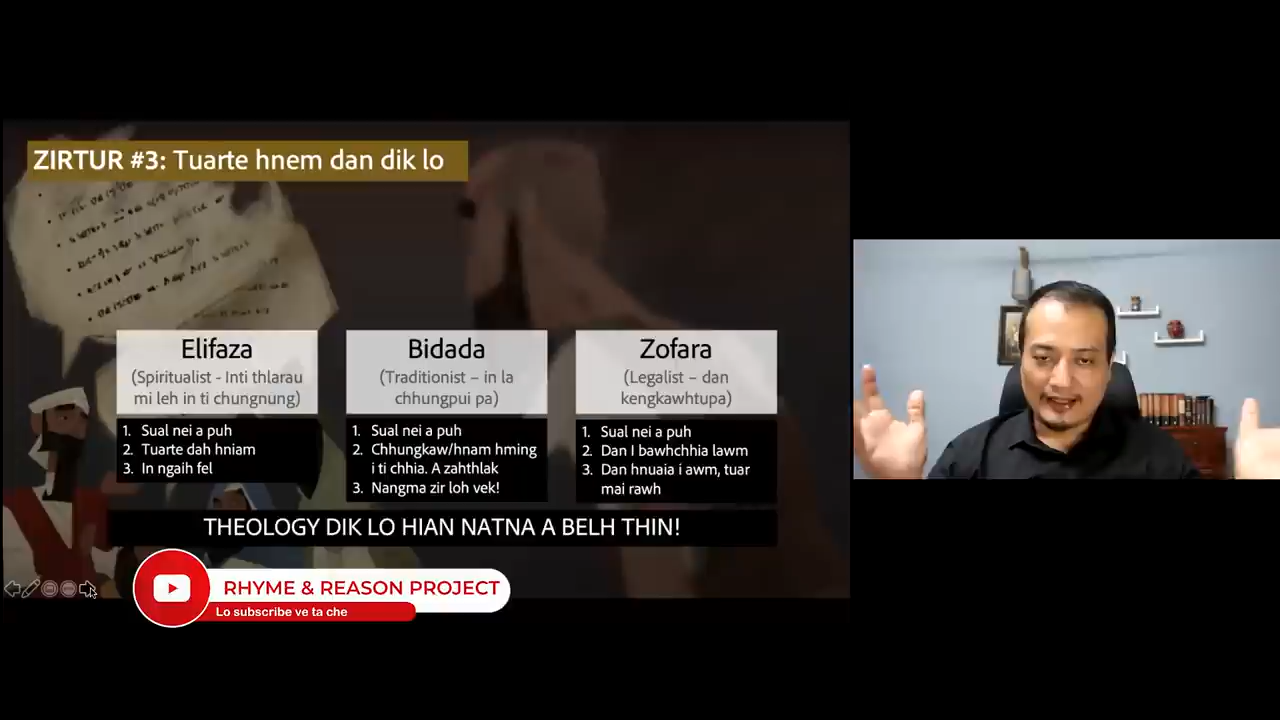 ZIRTUR #3: Tuarte hnem dan dik lo
Elifaza
(Spiritualist - Inti thlarau
mi leh in ti chungnung)
1. Sual nei a puh
2. Tuarte dah hniam
3. In ngaih fel
Bidada
(Traditionist – in la
chhungpui pa)
1. Sual nei a puh
2. Chhungkaw/hnam hming
i ti chhia. A zahthlak
3. Nangma zir loh vek!
Zofara
(Legalist – dan
kengkawhtupa)
1. Sual nei a puh
2. Dan I bawhchhia lawm
3. Dan hnuaia i awm, tuar
mai rawh
THEOLOGY DIK LO HIAN NATNA A BELH THIN!
RHYME & REASON PROJECT
Lo subscribe ve ta che